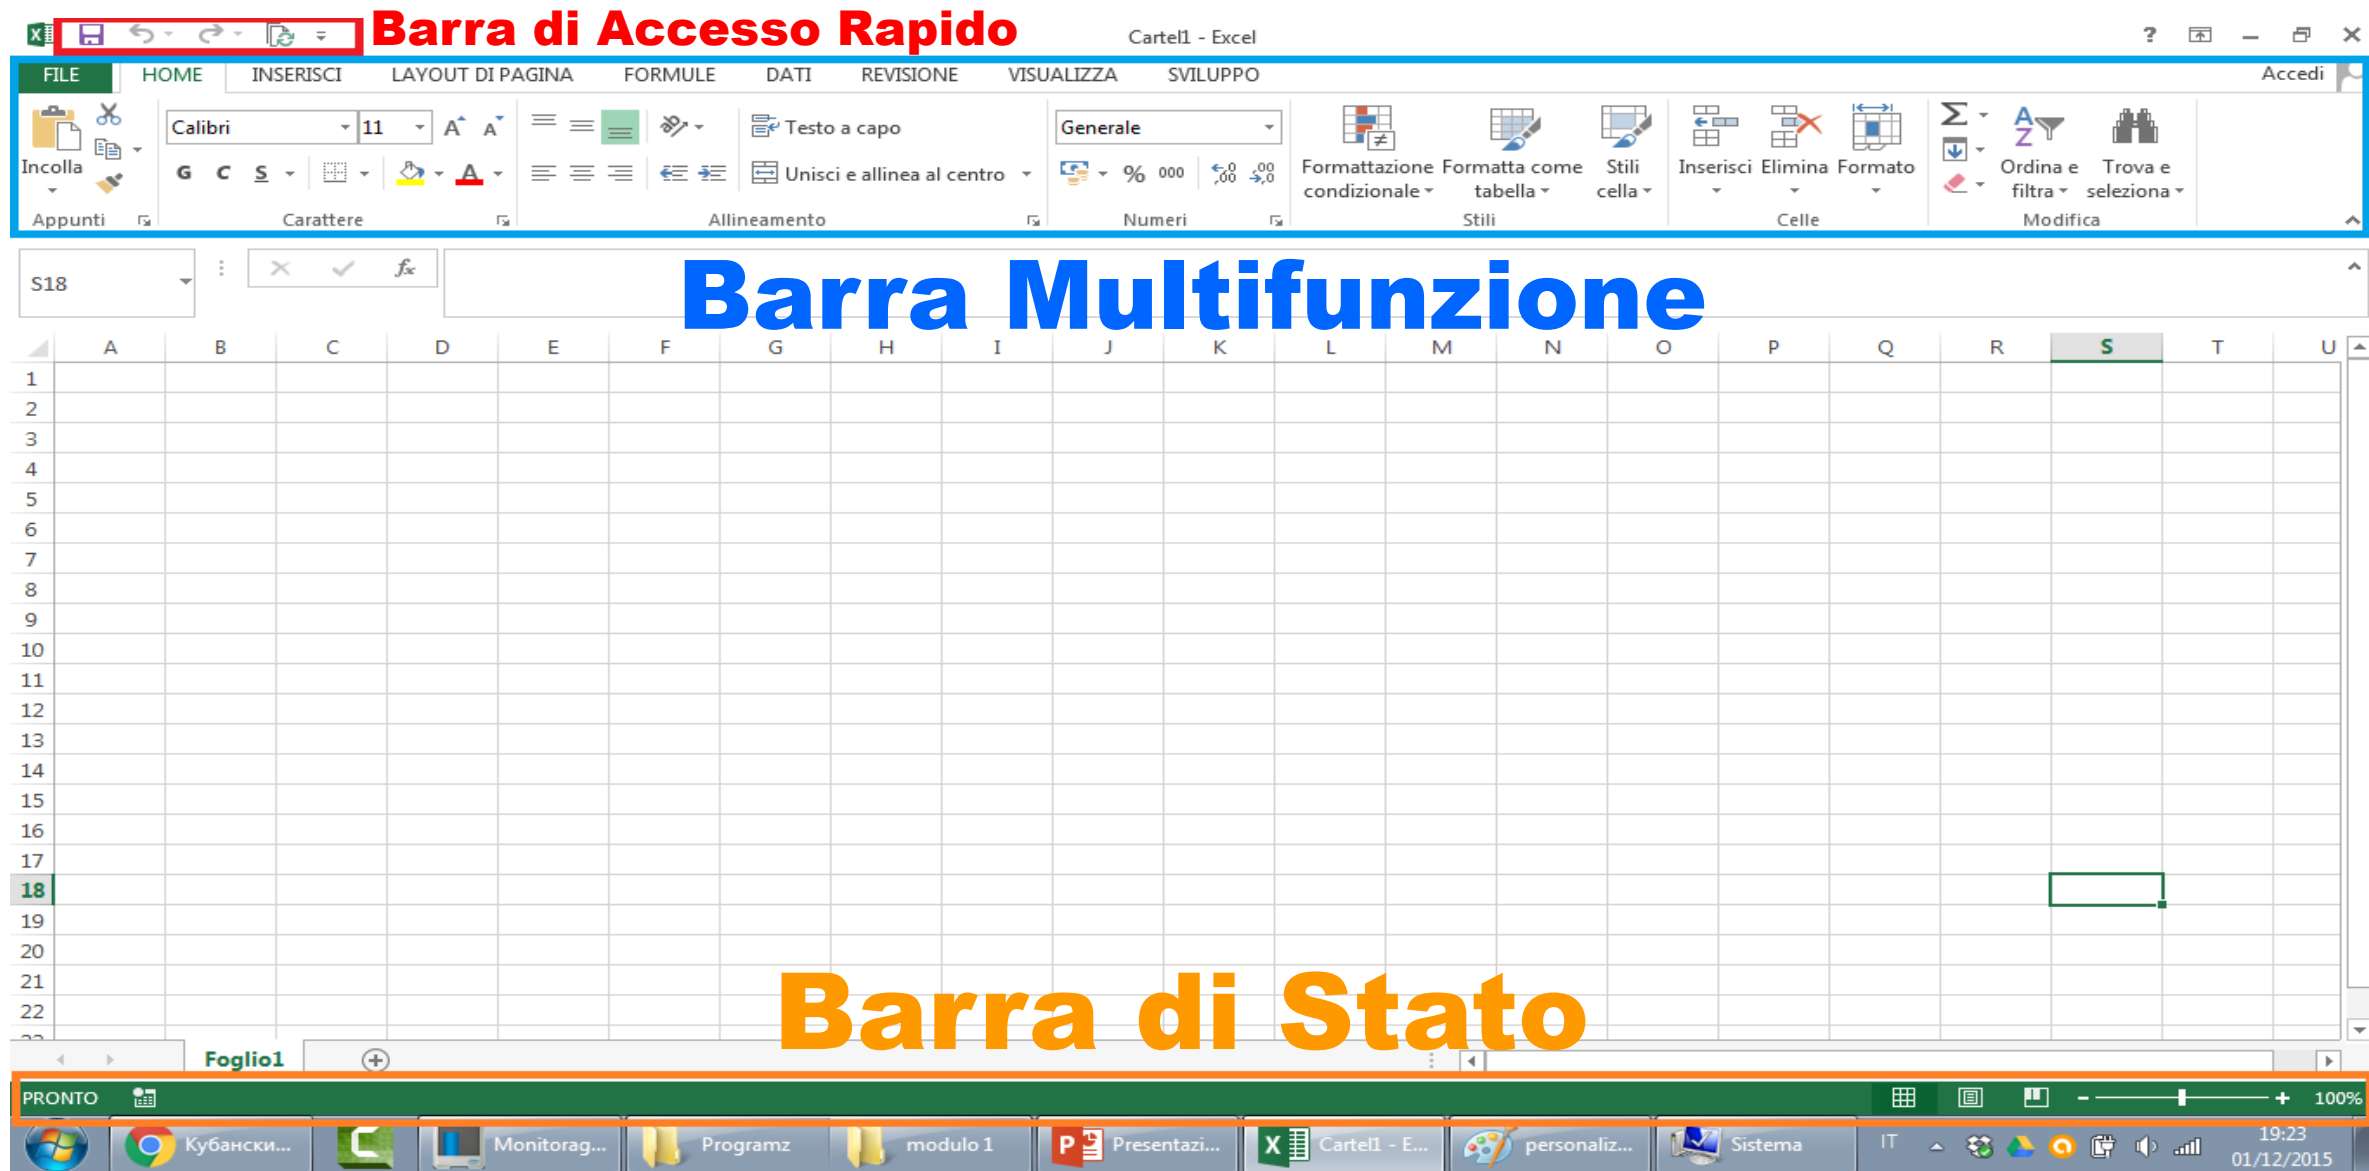 Barra di Accesso Rapido
Cartel1 - Excel
?
FILE HOME INSERISCI LAYOUT DI PAGINA FORMULE DATI REVISIONE VISUALIZZA SVILUPPO Accedi
Calibri 11 A A Testo a capo Generale
Incolla G C S A Unisci e allinea al centro % 000 Formattazione condizionale Formatta come tabella Stili cella Inserisci Elimina Formato Σ Ordina e filtra Trova e seleziona
Appunti Carattere Allineamento Numeri Stili Celle Modifica
S18 fx
Barra Multifunzione
A B C D E F G H I J K L M N O P Q R S T U
1
2
3
4
5
6
7
8
9
10
11
12
13
14
15
16
17
18
19
20
21
22
Barra di Stato
Foglio1
PRONTO 100%
Кубански... Monitorag... Programz modulo 1 Presentazi... Cartel1 - E... personaliz... Sistema IT 19:23
01/12/2015